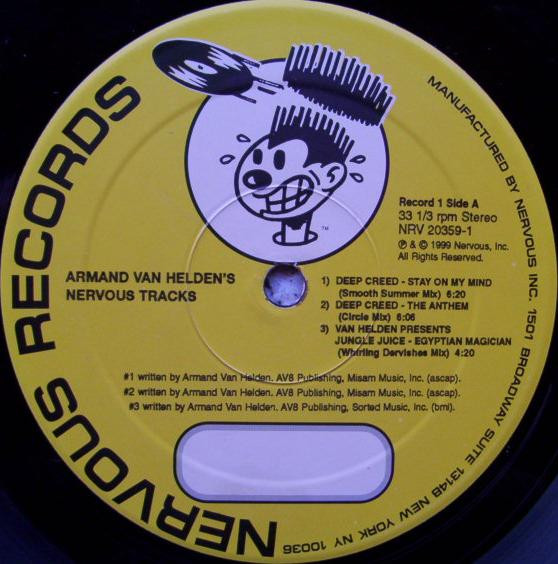 NERVOUS RECORDS
MANUFACTURED BY NERVOUS INC. 1501 BROADWAY SUITE 1314B NEW YORK NY 10036
TM
Record 1 Side A
33 1/3 rpm Stereo
NRV 20359-1
℗ & © 1999 Nervous, Inc.
All Rights Reserved.
ARMAND VAN HELDEN'S
NERVOUS TRACKS
1) DEEP CREED - STAY ON MY MIND
(Smooth Summer Mix) 6:20
2) DEEP CREED - THE ANTHEM
(Circle Mix) 6:06
3) VAN HELDEN PRESENTS
JUNGLE JUICE - EGYPTIAN MAGICIAN
(Whirling Dervishes Mix) 4:20
#1 written by Armand Van Helden. AV8 Publishing, Misam Music, Inc. (ascap).
#2 written by Armand Van Helden. AV8 Publishing, Misam Music, Inc. (ascap).
#3 written by Armand Van Helden. AV8 Publishing, Sorted Music, Inc. (bmi).